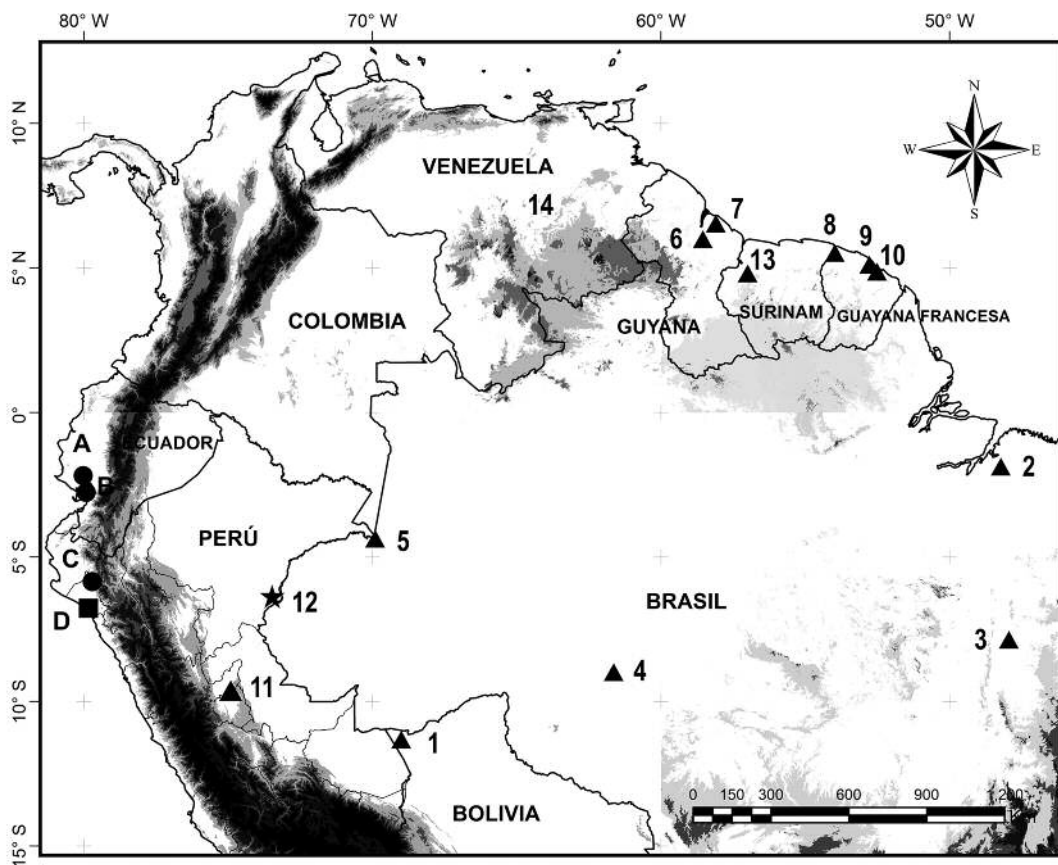 80° W 70° W 60° W 50° W
10° N
5° N
0°
5° S
10° S
15° S
N
W E
S
VENEZUELA
14
7
6
8
9
10
13
COLOMBIA
GUYANA
SURINAM
GUAYANA FRANCESA
A
ECUADOR
B
2
PERÚ
5
C
12
BRASIL
D
3
4
11
1
BOLIVIA
0 150 300 600 900 1.200